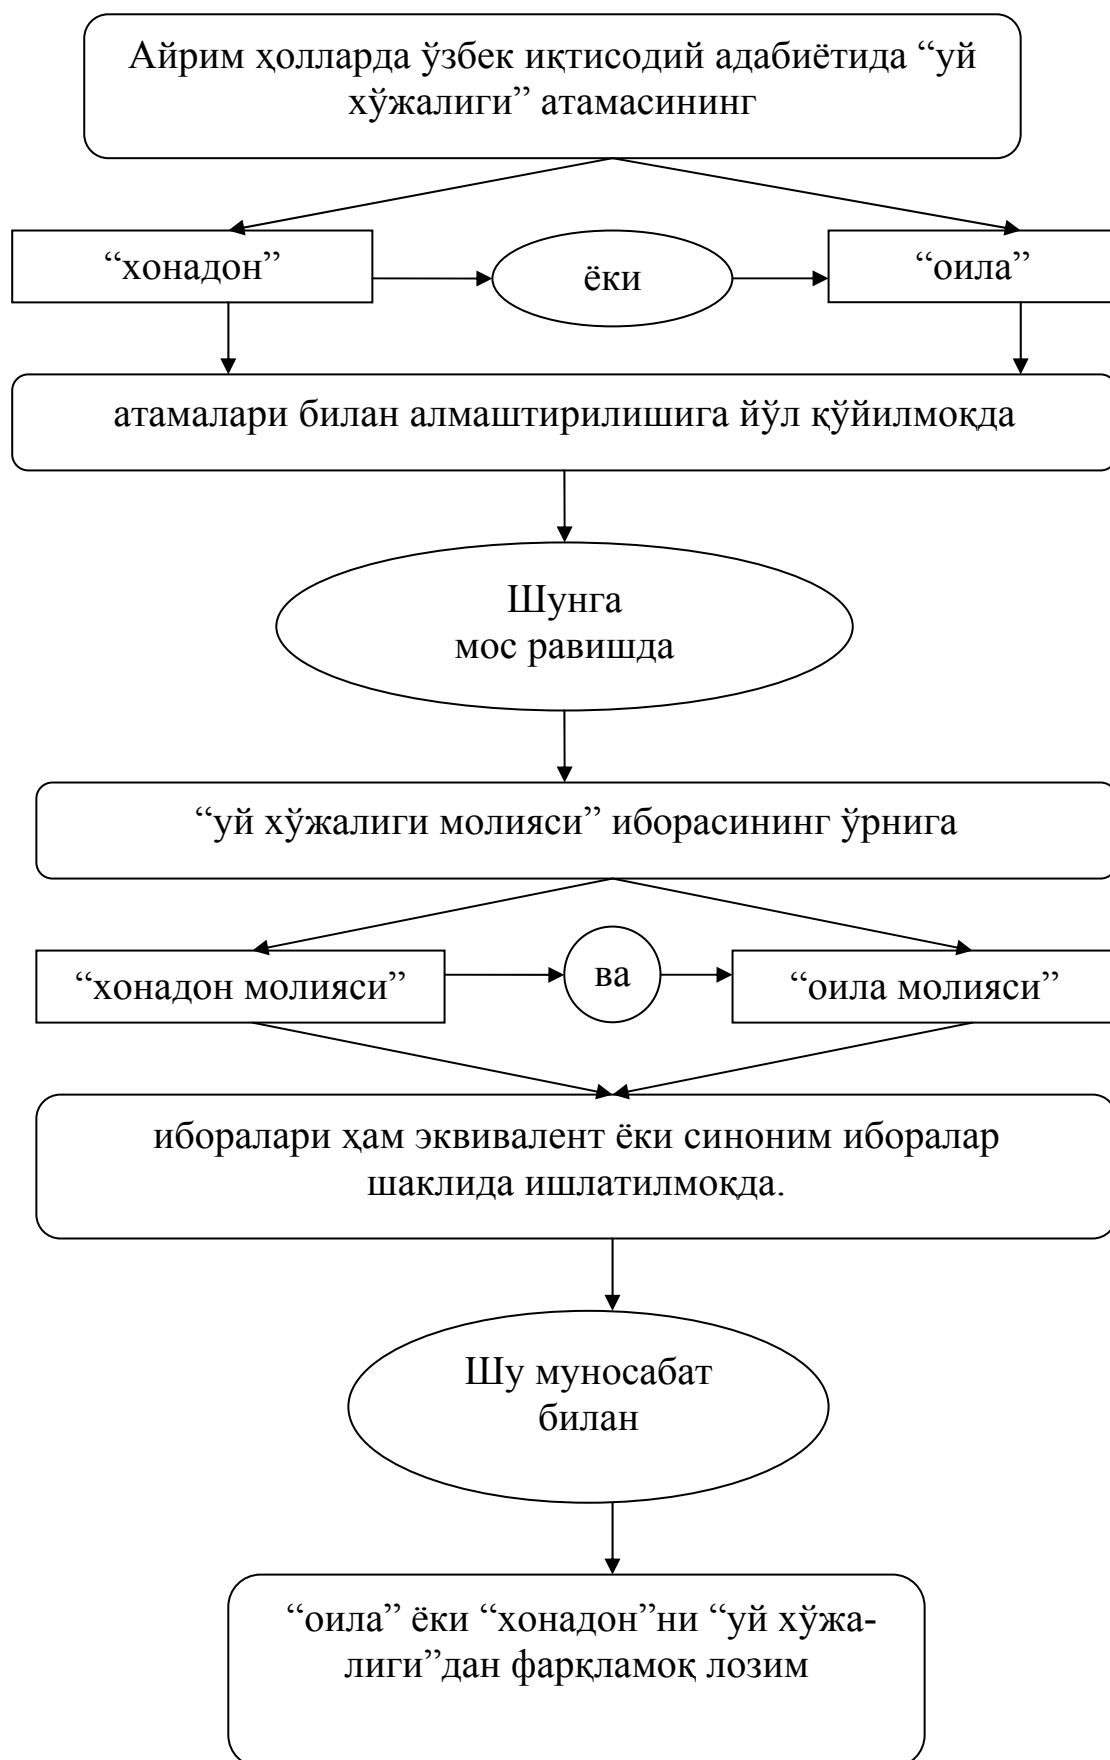 Айрим ҳолларда ўзбек иқтисодий адабиётида “уй
хўжалиги” атамасининг
“хонадон”
ёки
“оила”
атамалари билан алмаштирилишига йўл қўйилмоқда
Шунга
мос равишда
“уй хўжалиги молияси” иборасининг ўрнига
“хонадон молияси”
ва
“оила молияси”
иборалари ҳам эквивалент ёки синоним иборалар
шаклида ишлатилмоқда.
Шу муносабат
билан
“оила” ёки “хонадон”ни “уй хўжа-
лиги”дан фарқламоқ лозим